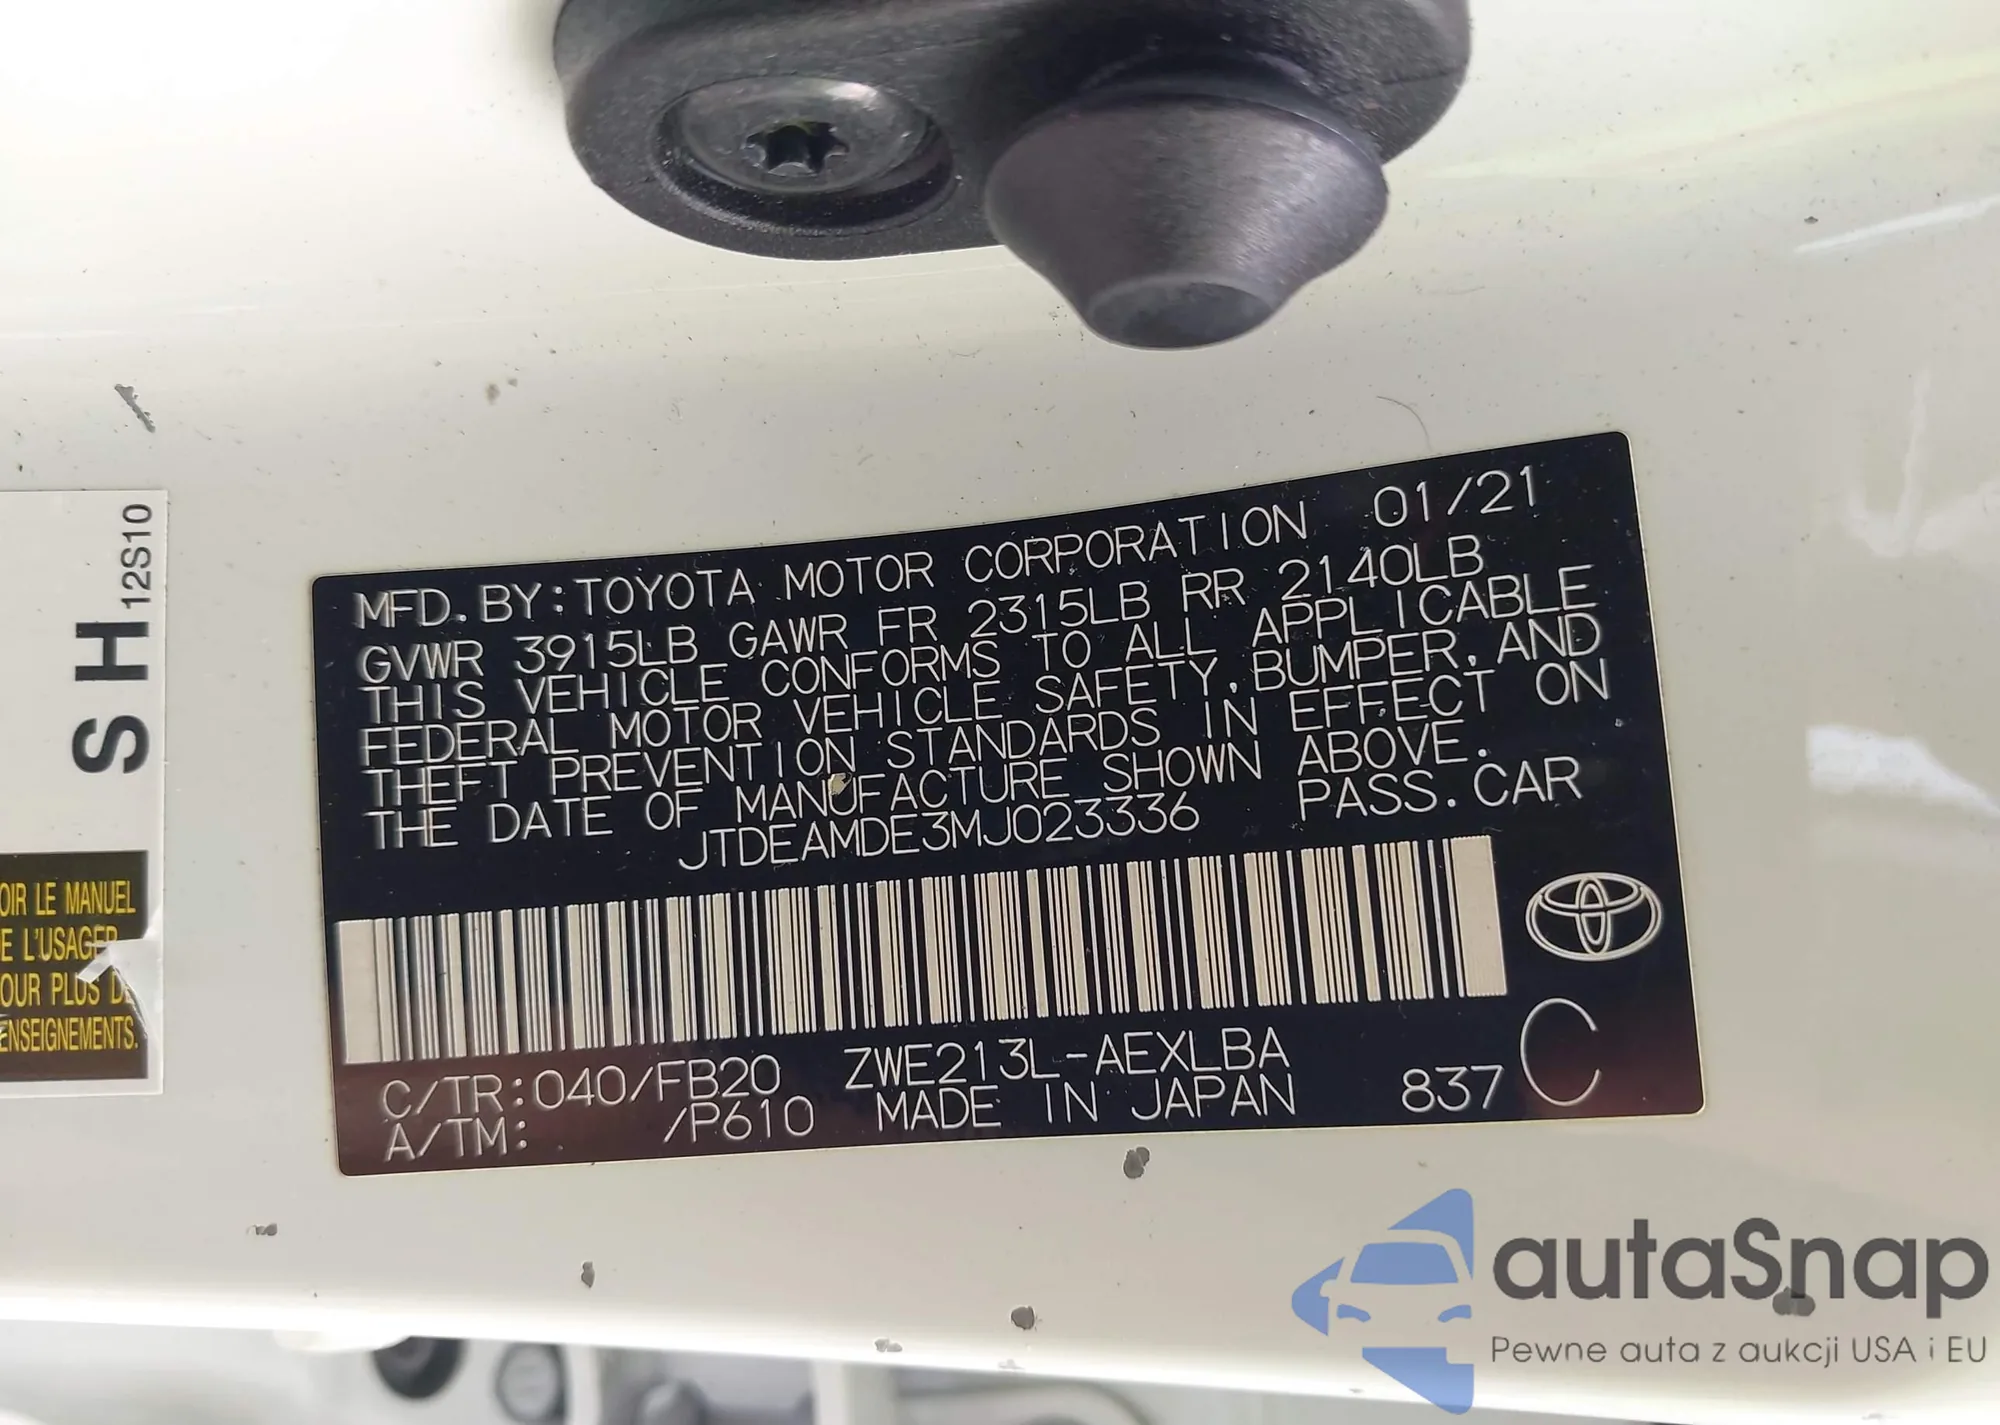 S H 12S10
OIR LE MANUEL
E L'USAGER
OUR PLUS DE
ENSEIGNEMENTS.
MFD. BY:TOYOTA MOTOR CORPORATION 01/21
GVWR 3915LB GAWR FR 2315LB RR 2140LB
THIS VEHICLE CONFORMS TO ALL APPLICABLE
FEDERAL MOTOR VEHICLE SAFETY, BUMPER, AND
THEFT PREVENTION STANDARDS IN EFFECT ON
THE DATE OF MANUFACTURE SHOWN ABOVE.
JTDEAMDE3MJ023336 PASS. CAR
C/TR:040/FB20 ZWE213L-AEXLBA
A/TM: /P610 MADE IN JAPAN 837 C
autaSnap
Pewne auta z aukcji USA i EU